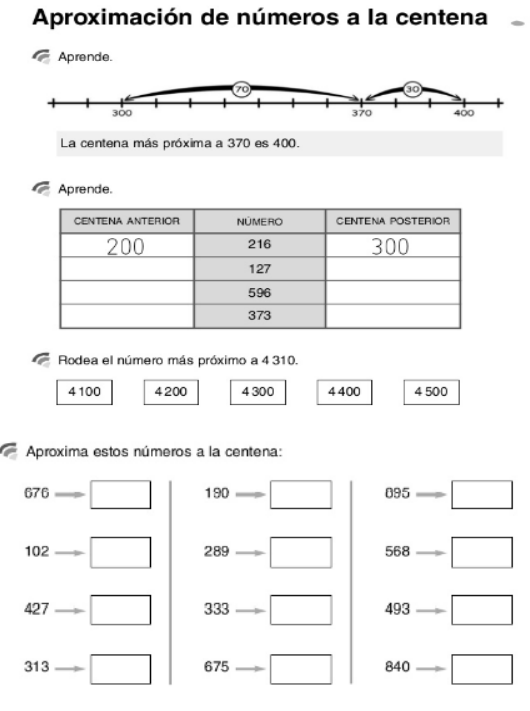 Aproximación de números a la centena
Aprende.
70 30
300 370 400
La centena más próxima a 370 es 400.
Aprende.
CENTENA ANTERIOR NÚMERO CENTENA POSTERIOR
200 216 300
127
596
373
Rodea el número más próximo a 4 310.
4 100 4 200 4 300 4 400 4 500
Aproxima estos números a la centena:
676 190 895
102 289 568
427 333 493
313 675 840